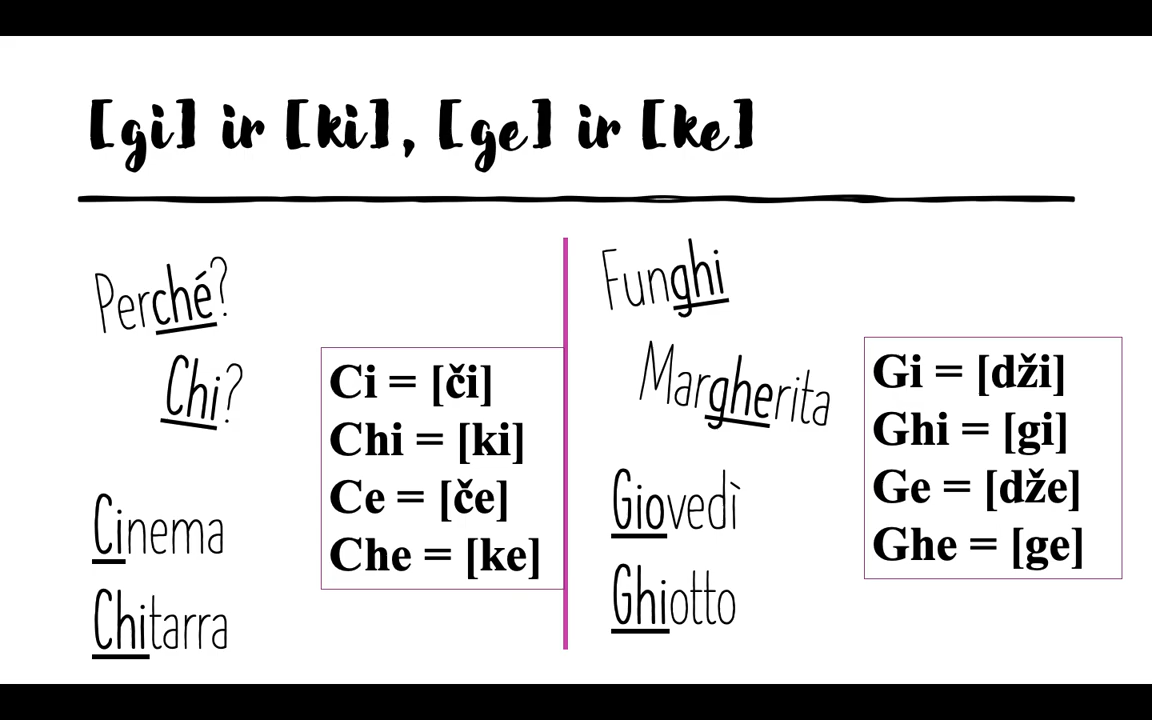 [gi] ir [ki], [ge] ir [ke]
Perché?
Chi?
Cinema
Chitarra
Ci = [či]
Chi = [ki]
Ce = [če]
Che = [ke]
Funghi
Margherita
Giovedì
Ghiotto
Gi = [dži]
Ghi = [gi]
Ge = [dže]
Ghe = [ge]